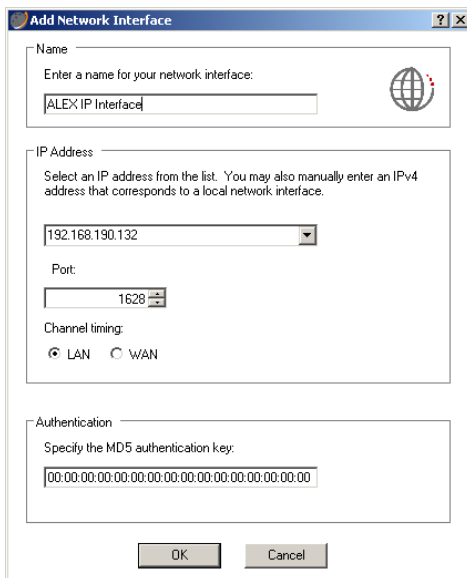 Add Network Interface
Name
Enter a name for your network interface:
ALEX IP Interface
IP Address
Select an IP address from the list. You may also manually enter an IPv4
address that corresponds to a local network interface.
192.168.190.132
Port:
1628
Channel timing:
LAN WAN
Authentication
Specify the MD5 authentication key:
00:00:00:00:00:00:00:00:00:00:00:00:00:00:00:00
OK Cancel